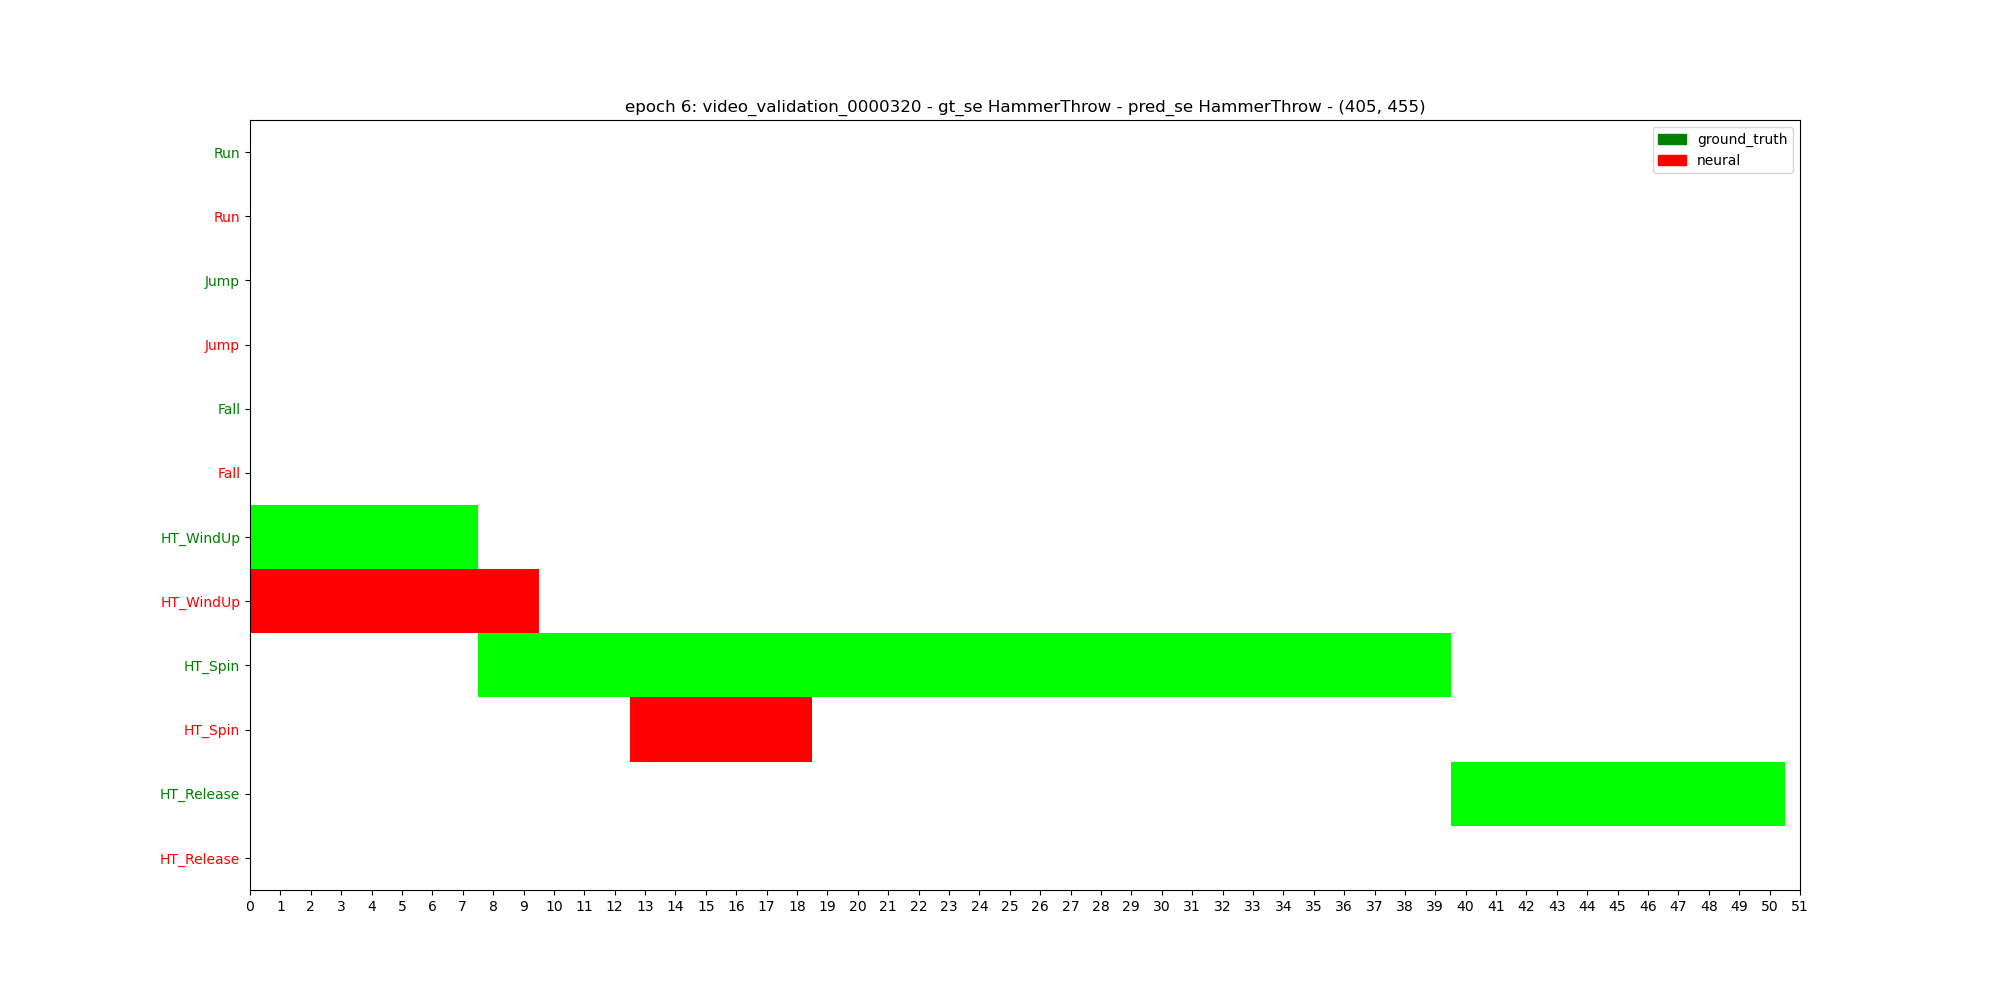 epoch 6: video_validation_0000320 - gt_se HammerThrow - pred_se HammerThrow - (405, 455)
ground_truth
neural
Run
Run
Jump
Jump
Fall
Fall
HT_WindUp
HT_WindUp
HT_Spin
HT_Spin
HT_Release
HT_Release
0 1 2 3 4 5 6 7 8 9 10 11 12 13 14 15 16 17 18 19 20 21 22 23 24 25 26 27 28 29 30 31 32 33 34 35 36 37 38 39 40 41 42 43 44 45 46 47 48 49 50 51